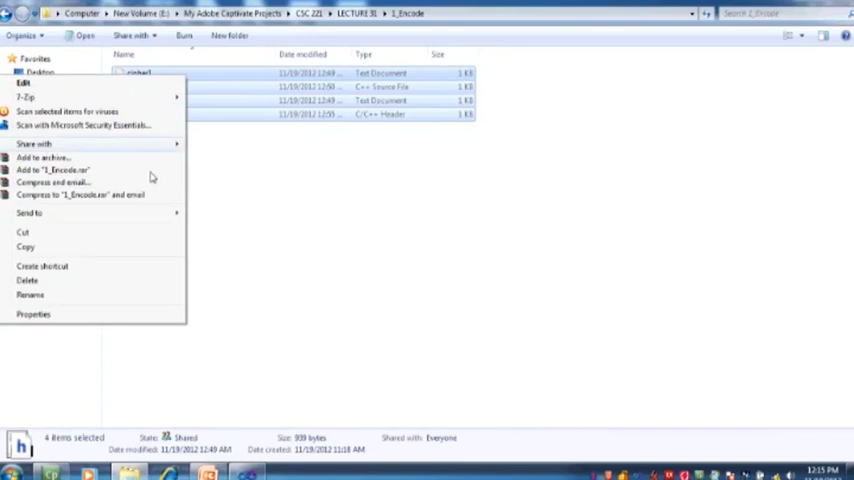 Computer ▸ New Volume (E:) ▸ My Adobe Captivate Projects ▸ CSC 221 ▸ LECTURE 31 ▸ 1_Encode
Search 1_Encode
Organize Open Share with Burn New folder
Favorites
Name Date modified Type Size
Desktop
cipher1 11/19/2012 12:49 ... Text Document 1 KB
11/19/2012 12:50 ... C++ Source File 1 KB
11/19/2012 12:49 ... Text Document 1 KB
11/19/2012 12:55 ... C/C++ Header 1 KB
Edit
7-Zip
Scan selected items for viruses
Scan with Microsoft Security Essentials...
Share with
Add to archive...
Add to "1_Encode.rar"
Compress and email...
Compress to "1_Encode.rar" and email
Send to
Cut
Copy
Create shortcut
Delete
Rename
Properties
4 items selected State: Shared Size: 939 bytes Shared with: Everyone
Date modified: 11/19/2012 12:49 AM Date created: 11/19/2012 11:18 AM
h
Cp
12:15 PM